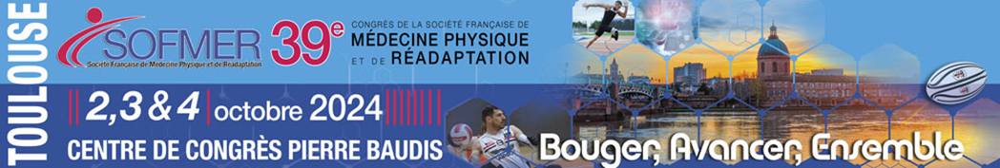 TOULOUSE
SOFMER
Société Française de Médecine Physique et de Réadaptation
39e
CONGRÈS DE LA SOCIÉTÉ FRANÇAISE DE
MÉDECINE PHYSIQUE
ET DE RÉADAPTATION
2,3 & 4 octobre 2024
CENTRE DE CONGRÈS PIERRE BAUDIS
Bouger, Avancer, Ensemble